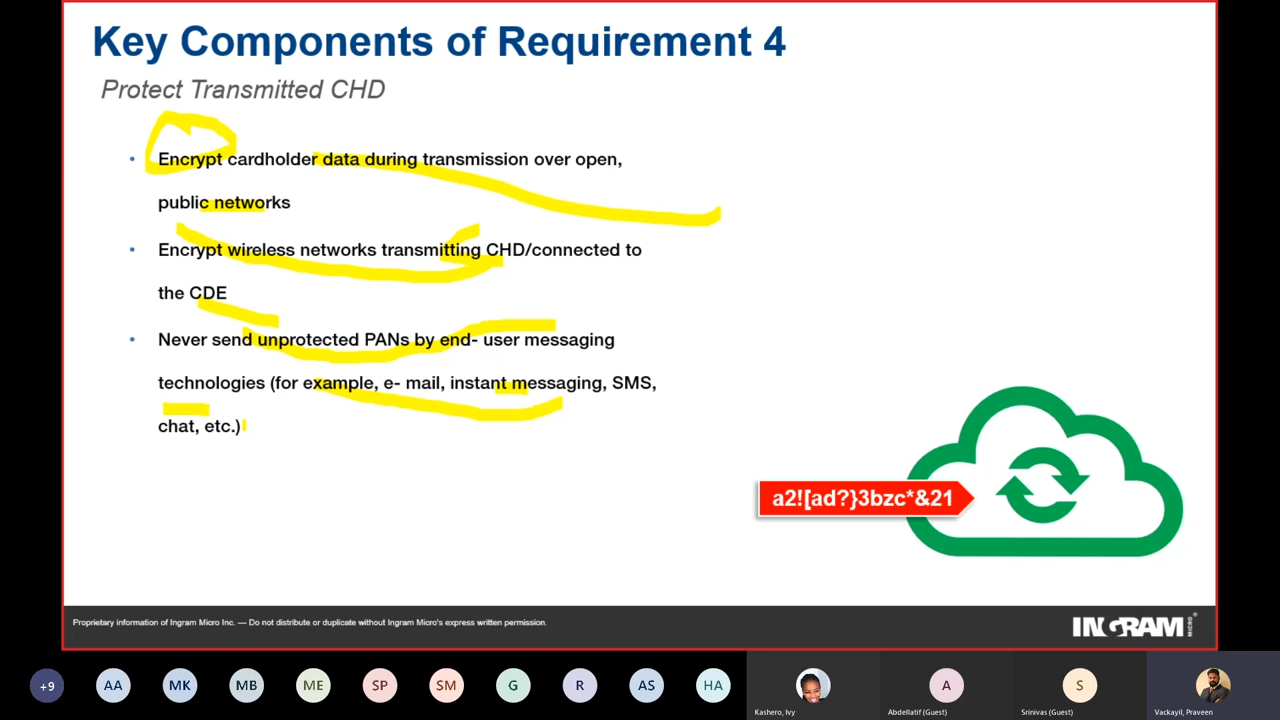 Key Components of Requirement 4
Protect Transmitted CHD
• Encrypt cardholder data during transmission over open,
public networks
• Encrypt wireless networks transmitting CHD/connected to
the CDE
• Never send unprotected PANs by end- user messaging
technologies (for example, e- mail, instant messaging, SMS,
chat, etc.)
a2![ad?}3bzc*&21
Proprietary information of Ingram Micro Inc. — Do not distribute or duplicate without Ingram Micro's express written permission.
INGRAM MICRO®
+9 AA MK MB ME SP SM G R AS HA A S
Kashero, Ivy Abdellatif (Guest) Srinivas (Guest) Vackayil, Praveen